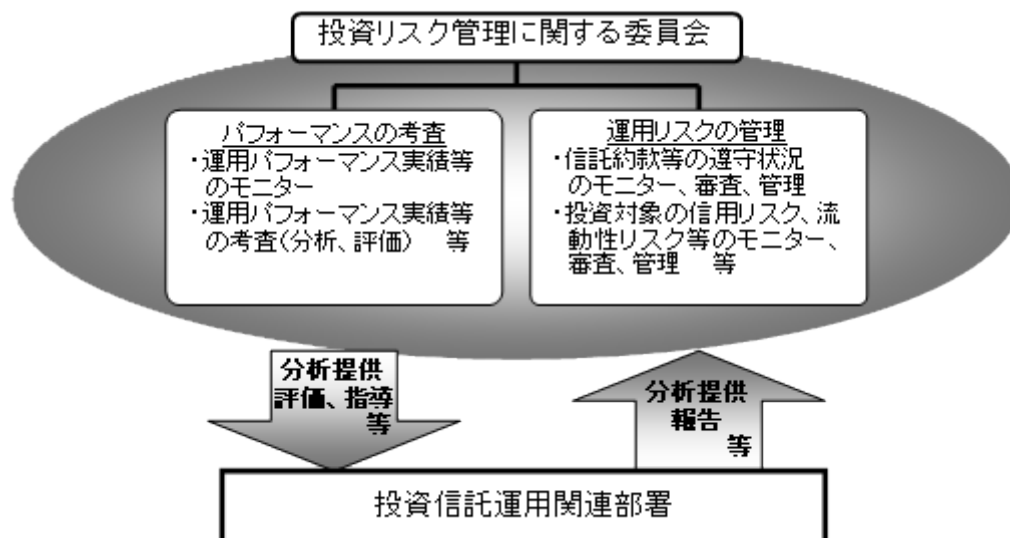 投資リスク管理に関する委員会
パフォーマンスの考査
・運用パフォーマンス実績等
のモニター
・運用パフォーマンス実績等
の考査(分析、評価) 等
運用リスクの管理
・信託約款等の遵守状況
のモニター、審査、管理
・投資対象の信用リスク、流
動性リスク等のモニター、
審査、管理 等
分析提供
評価、指導
等
分析提供
報告
等
投資信託運用関連部署